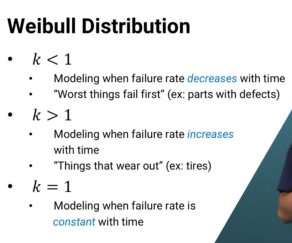 Weibull Distribution
• k < 1
• Modeling when failure rate decreases with time
• “Worst things fail first” (ex: parts with defects)
• k > 1
• Modeling when failure rate increases
with time
• “Things that wear out” (ex: tires)
• k = 1
• Modeling when failure rate is
constant with time